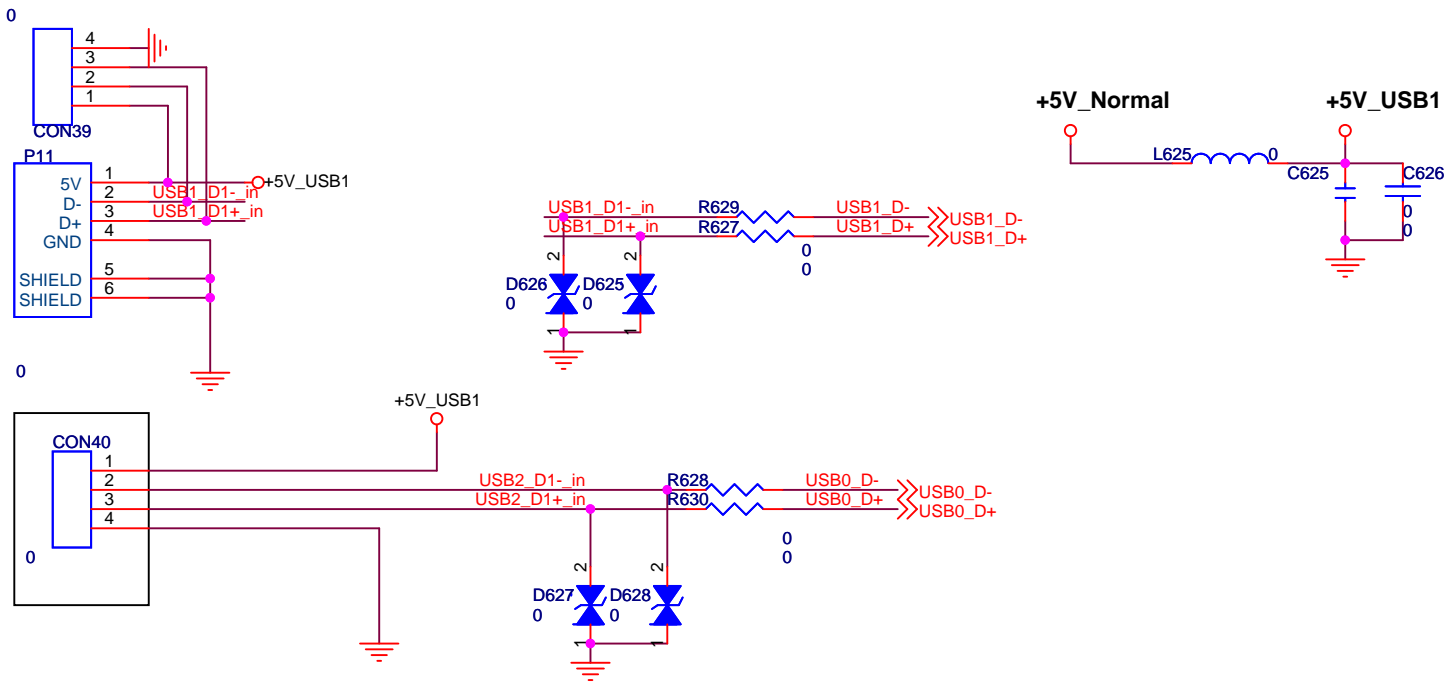 0
4
3
2
1
CON39
P11
5V
D-
D+
GND
SHIELD
SHIELD
1
2
3
4
5
6
+5V_USB1
USB1_D1-_in
USB1_D1+_in
0
USB1_D1-_in
USB1_D1+_in
R629
R627
USB1_D-
USB1_D+
USB1_D-
USB1_D+
0
0
2
2
D626
D625
0
0
1
1
+5V_Normal
+5V_USB1
L625
0
C625
C626
0
0
+5V_USB1
CON40
1
2
3
4
0
USB2_D1-_in
USB2_D1+_in
R628
R630
USB0_D-
USB0_D+
USB0_D-
USB0_D+
0
0
2
2
D627
D628
0
0
1
1